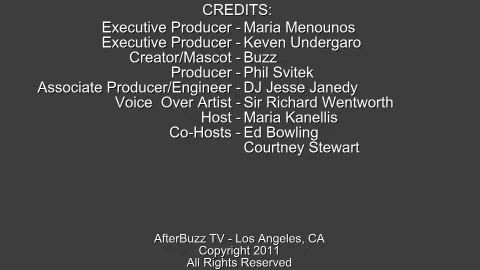 CREDITS:
Executive Producer - Maria Menounos
Executive Producer - Keven Undergaro
Creator/Mascot - Buzz
Producer - Phil Svitek
Associate Producer/Engineer - DJ Jesse Janedy
Voice Over Artist - Sir Richard Wentworth
Host - Maria Kanellis
Co-Hosts - Ed Bowling
Courtney Stewart
AfterBuzz TV - Los Angeles, CA
Copyright 2011
All Rights Reserved